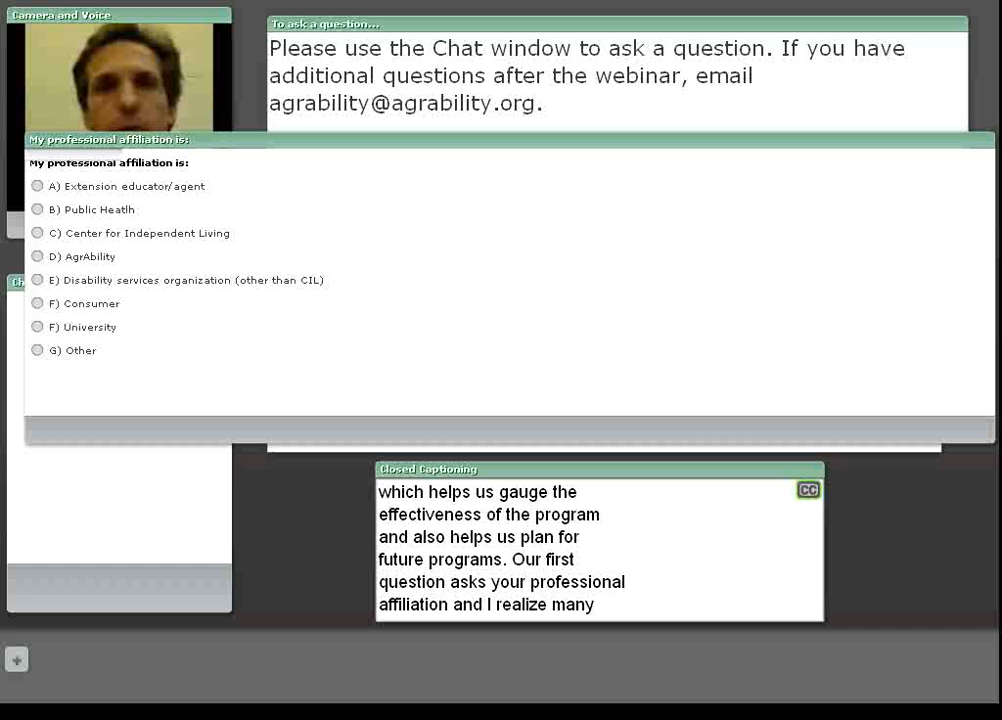 Camera and Voice
To ask a question...
Please use the Chat window to ask a question. If you have
additional questions after the webinar, email
agrability@agrability.org.
My professional affiliation is:
My professional affiliation is:
A) Extension educator/agent
B) Public Heatlh
C) Center for Independent Living
D) AgrAbility
E) Disability services organization (other than CIL)
F) Consumer
F) University
G) Other
Ch
Closed Captioning
CC
which helps us gauge the
effectiveness of the program
and also helps us plan for
future programs. Our first
question asks your professional
affiliation and I realize many